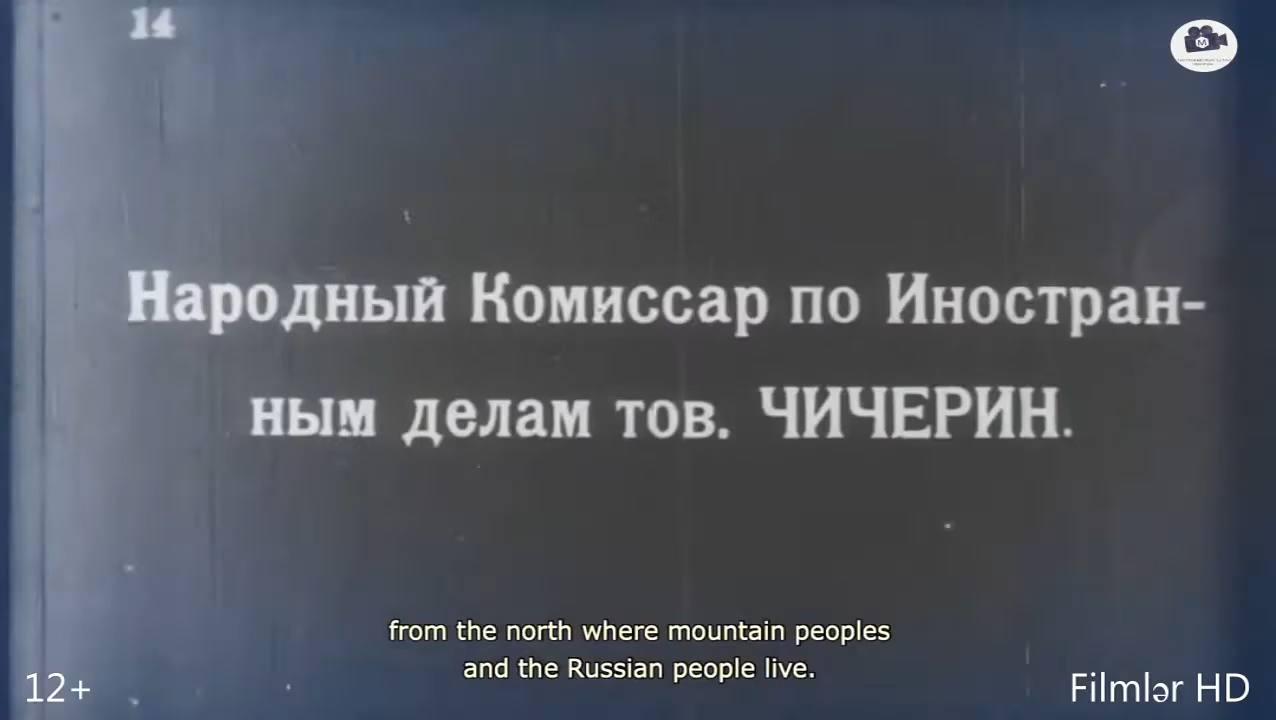 14
Народный Комиссар по Иностран-
ным делам тов. ЧИЧЕРИН.
from the north where mountain peoples
and the Russian people live.
12+
Filmlər HD